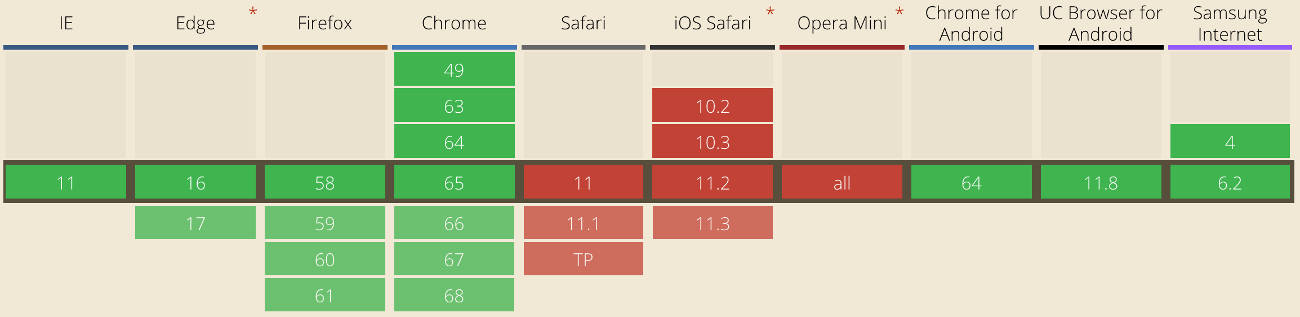 IE Edge * Firefox Chrome Safari iOS Safari * Opera Mini * Chrome for Android UC Browser for Android Samsung Internet
49
63 10.2
64 10.3 4
11 16 58 65 11 11.2 all 64 11.8 6.2
17 59 66 11.1 11.3
60 67 TP
61 68